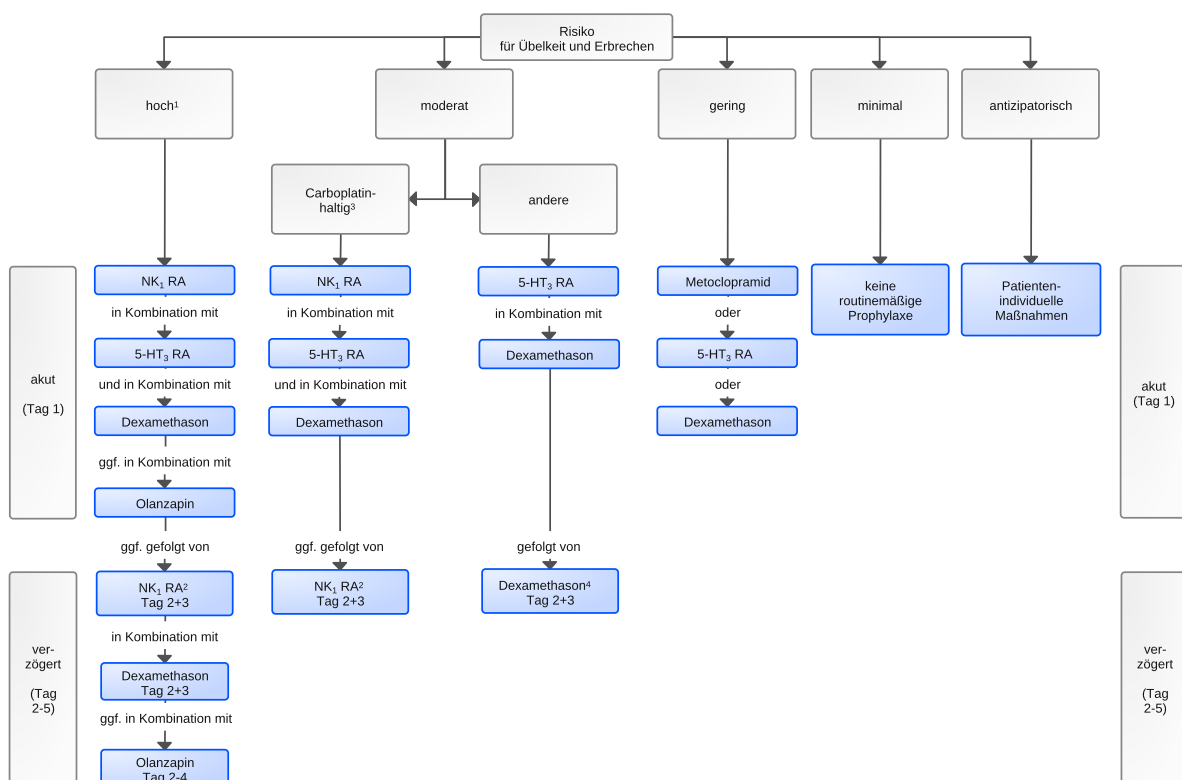 Risiko
für Übelkeit und Erbrechen
hoch¹
moderat
gering
minimal
antizipatorisch
Carboplatin-
haltig³
andere
akut
(Tag 1)
NK₁ RA
in Kombination mit
5-HT₃ RA
und in Kombination mit
Dexamethason
ggf. in Kombination mit
Olanzapin
ggf. gefolgt von
NK₁ RA²
Tag 2+3
in Kombination mit
Dexamethason
Tag 2+3
ggf. in Kombination mit
Olanzapin
Tag 2-4
NK₁ RA
in Kombination mit
5-HT₃ RA
und in Kombination mit
Dexamethason
ggf. gefolgt von
NK₁ RA²
Tag 2+3
5-HT₃ RA
in Kombination mit
Dexamethason
gefolgt von
Dexamethason⁴
Tag 2+3
Metoclopramid
oder
5-HT₃ RA
oder
Dexamethason
keine
routinemäßige
Prophylaxe
Patienten-
individuelle
Maßnahmen
akut
(Tag 1)
ver-
zögert
(Tag
2-5)
ver-
zögert
(Tag
2-5)